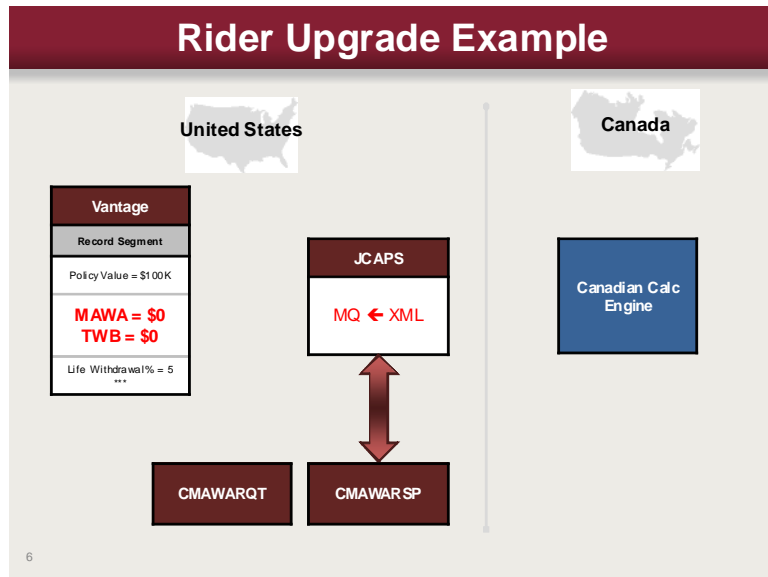 Rider Upgrade Example
United States
Canada
Vantage
Record Segment
Policy Value = $100K
MAWA = $0
TWB = $0
Life Withdrawal% = 5
***
JCAPS
MQ 🡸 XML
Canadian Calc
Engine
CMAWARQT
CMAWARSP
6